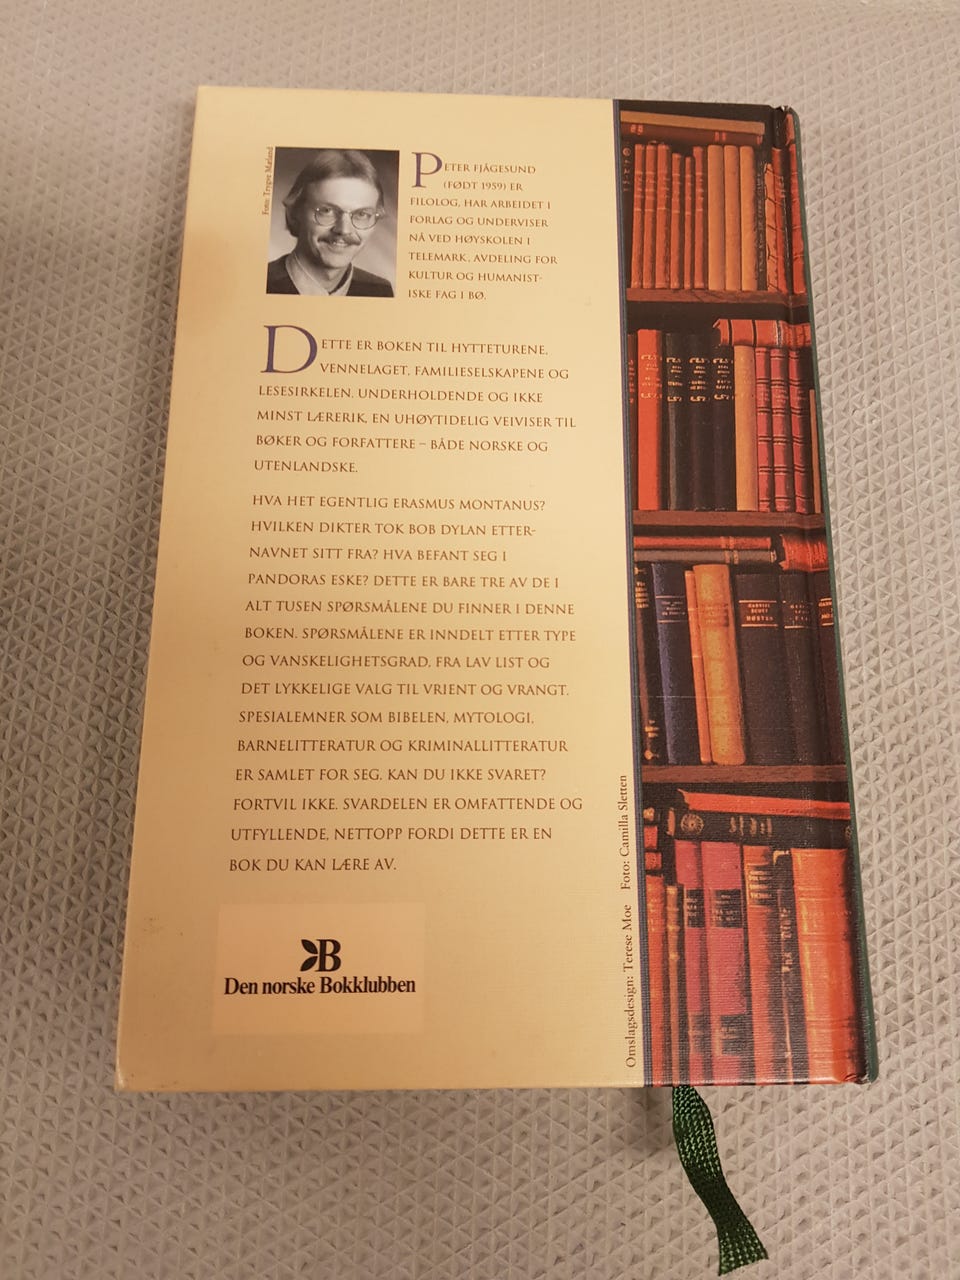 Foto: Trygve Mæland
PETER FJÅGESUND
(FØDT 1959) ER
FILOLOG, HAR ARBEIDET I
FORLAG OG UNDERVISER
NÅ VED HØYSKOLEN I
TELEMARK, AVDELING FOR
KULTUR OG HUMANIST-
ISKE FAG I BØ.
DETTE ER BOKEN TIL HYTTETURENE,
VENNELAGET, FAMILIESELSKAPENE OG
LESESIRKELEN, UNDERHOLDENDE OG IKKE
MINST LÆRERIK, EN UHØYTIDELIG VEIVISER TIL
BØKER OG FORFATTERE – BÅDE NORSKE OG
UTENLANDSKE.
HVA HET EGENTLIG ERASMUS MONTANUS?
HVILKEN DIKTER TOK BOB DYLAN ETTER-
NAVNET SITT FRA? HVA BEFANT SEG I
PANDORAS ESKE? DETTE ER BARE TRE AV DE I
ALT TUSEN SPØRSMÅLENE DU FINNER I DENNE
BOKEN. SPØRSMÅLENE ER INNDELT ETTER TYPE
OG VANSKELIGHETSGRAD, FRA LAV LIST OG
DET LYKKELIGE VALG TIL VRIENT OG VRANGT.
SPESIALEMNER SOM BIBELEN, MYTOLOGI,
BARNELITTERATUR OG KRIMINALLITTERATUR
ER SAMLET FOR SEG. KAN DU IKKE SVARET?
FORTVIL IKKE. SVARDELEN ER OMFATTENDE OG
UTFYLLENDE, NETTOPP FORDI DETTE ER EN
BOK DU KAN LÆRE AV.
B
Den norske Bokklubben
Omslagsdesign: Terese Moe Foto: Camilla Sletten
GABRIEL
SCOTT
HØSTEN